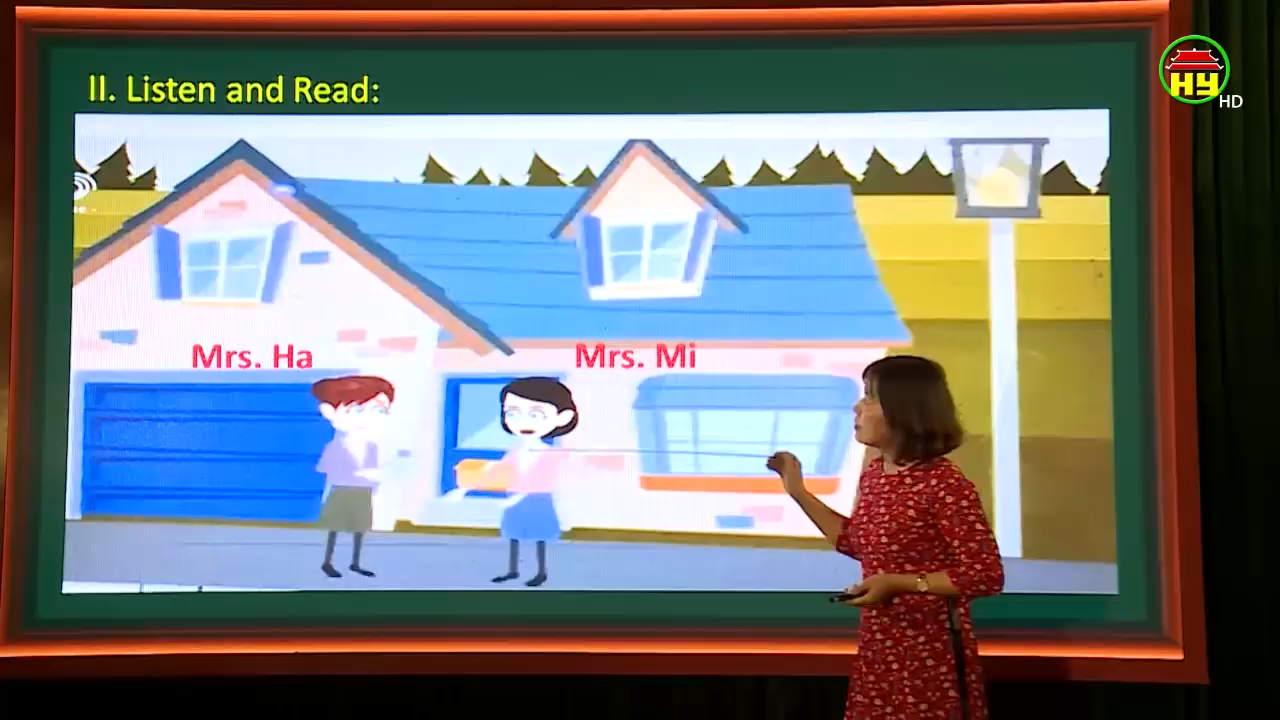 II. Listen and Read:
HY
HD
Mrs. Ha
Mrs. Mi